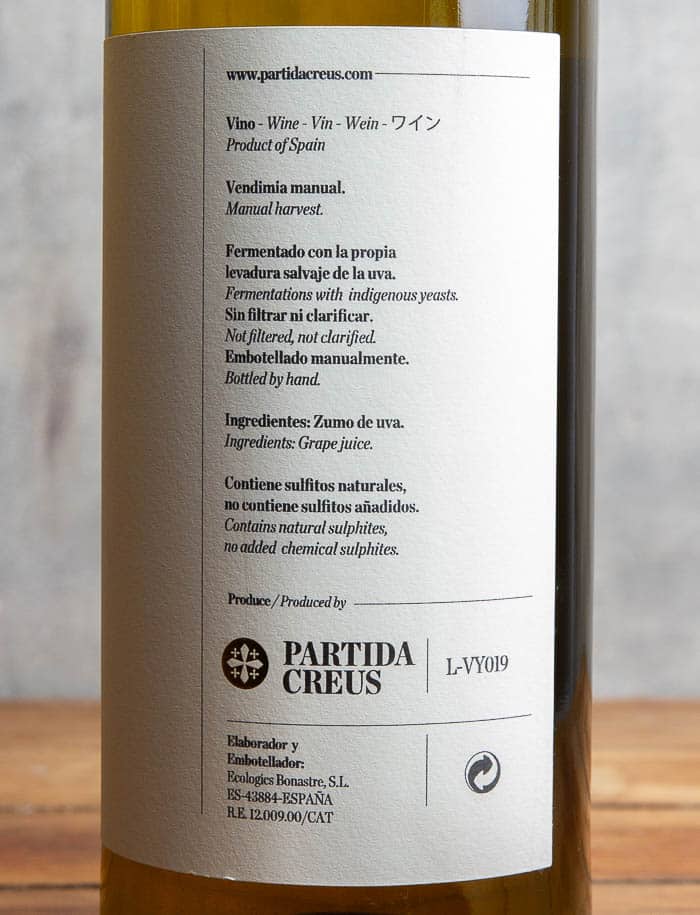 www.partidacreus.com
Vino - Wine - Vin - Wein - ワイン
Product of Spain
Vendimia manual.
Manual harvest.
Fermentado con la propia
levadura salvaje de la uva.
Fermentations with indigenous yeasts.
Sin filtrar ni clarificar.
Not filtered, not clarified.
Embotellado manualmente.
Bottled by hand.
Ingredientes: Zumo de uva.
Ingredients: Grape juice.
Contiene sulfitos naturales,
no contiene sulfitos añadidos.
Contains natural sulphites,
no added chemical sulphites.
Produce / Produced by
PARTIDA
CREUS
L-VY019
Elaborador y
Embotellador:
Ecologics Bonastre, S.L.
ES-43884-ESPAÑA
R.E. 12.009.00/CAT